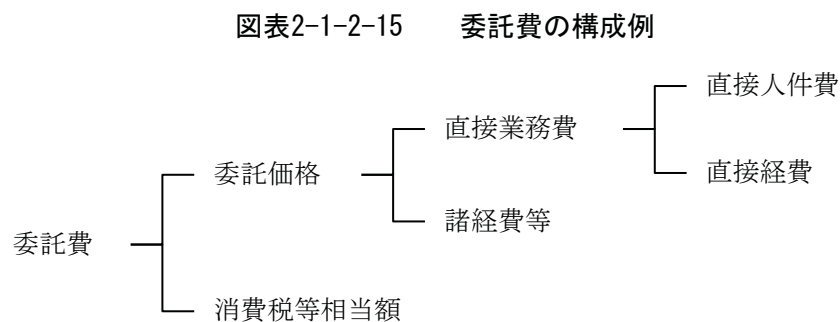 図表2-1-2-15　　委託費の構成例
直接人件費
直接業務費
委託価格
直接経費
諸経費等
委託費
消費税等相当額